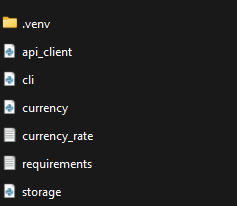 .venv
api_client
cli
currency
currency_rate
requirements
storage